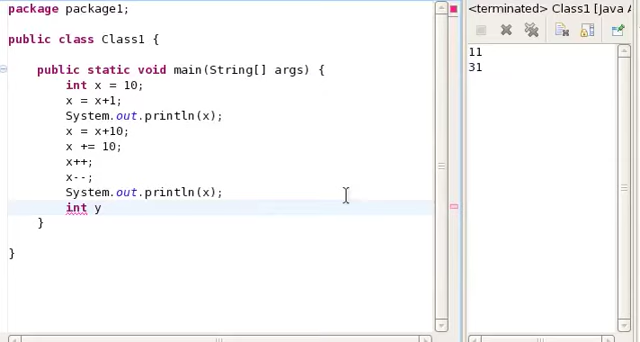 package package1;
public class Class1 {
public static void main(String[] args) {
int x = 10;
x = x+1;
System.out.println(x);
x = x+10;
x += 10;
x++;
x--;
System.out.println(x);
int y
}
}
<terminated> Class1 [Java A
11
31